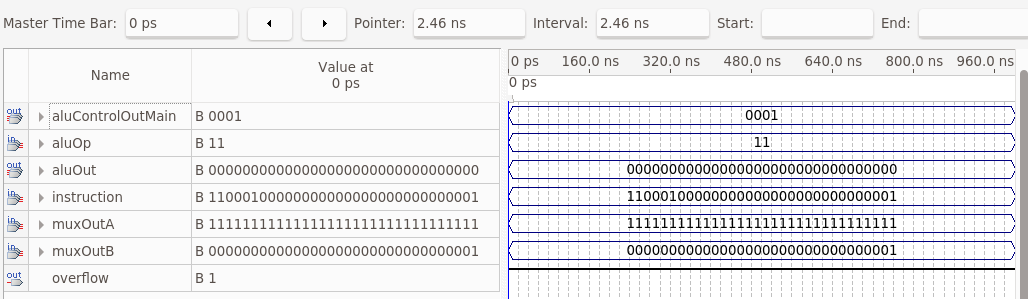 Master Time Bar: 0 ps Pointer: 2.46 ns Interval: 2.46 ns Start: End:
Name Value at 0 ps 0 ps 160.0 ns 320.0 ns 480.0 ns 640.0 ns 800.0 ns 960.0 ns
0 ps
out aluControlOutMain B 0001 0001
in aluOp B 11 11
out aluOut B 00000000000000000000000000000000 00000000000000000000000000000000
in instruction B 11000100000000000000000000000001 11000100000000000000000000000001
in muxOutA B 11111111111111111111111111111111 11111111111111111111111111111111
in muxOutB B 00000000000000000000000000000001 00000000000000000000000000000001
out overflow B 1